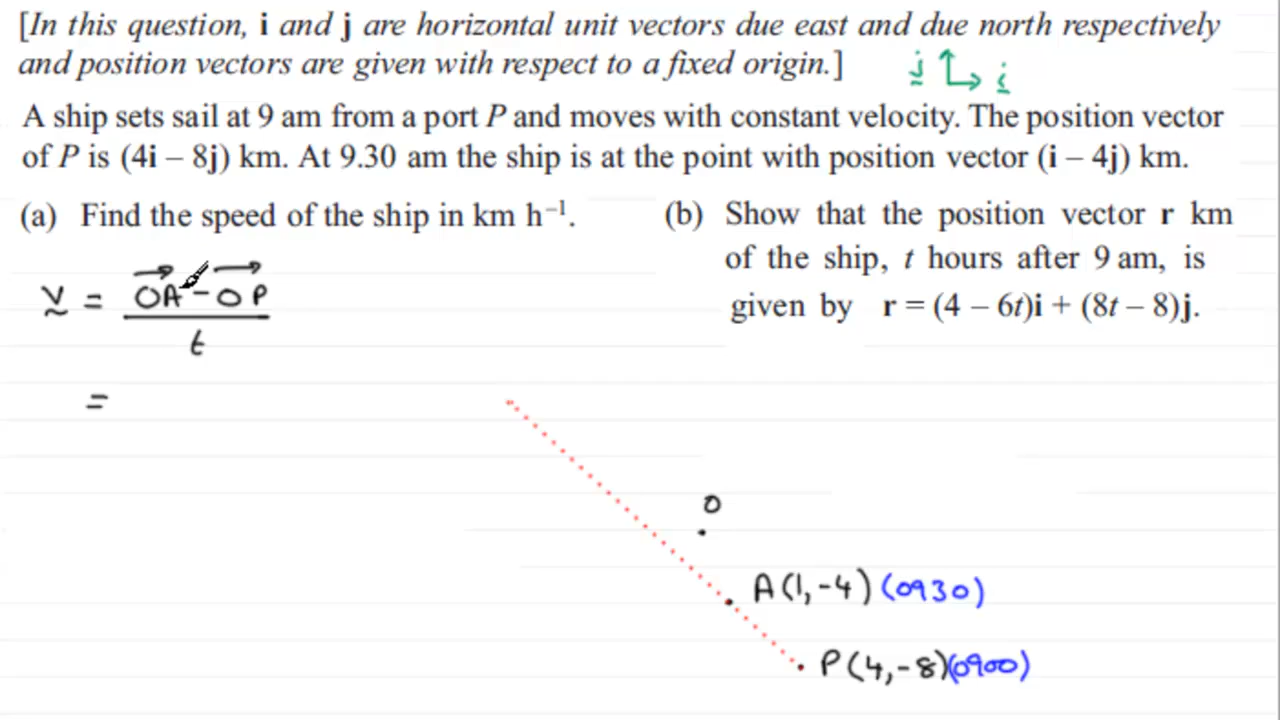 [In this question, i and j are horizontal unit vectors due east and due north respectively
and position vectors are given with respect to a fixed origin.]
j i
A ship sets sail at 9 am from a port P and moves with constant velocity. The position vector
of P is (4i – 8j) km. At 9.30 am the ship is at the point with position vector (i – 4j) km.
(a) Find the speed of the ship in km h⁻¹.
(b) Show that the position vector r km
of the ship, t hours after 9 am, is
given by r = (4 – 6t)i + (8t – 8)j.
v = OA - OP
t
=
O
A(1,-4) (0930)
P(4,-8)(0900)